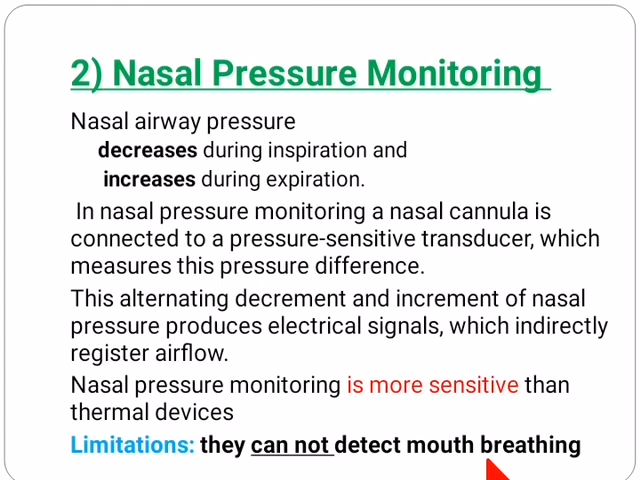 2) Nasal Pressure Monitoring
Nasal airway pressure
decreases during inspiration and
increases during expiration.
In nasal pressure monitoring a nasal cannula is
connected to a pressure-sensitive transducer, which
measures this pressure difference.
This alternating decrement and increment of nasal
pressure produces electrical signals, which indirectly
register airflow.
Nasal pressure monitoring is more sensitive than
thermal devices
Limitations: they can not detect mouth breathing